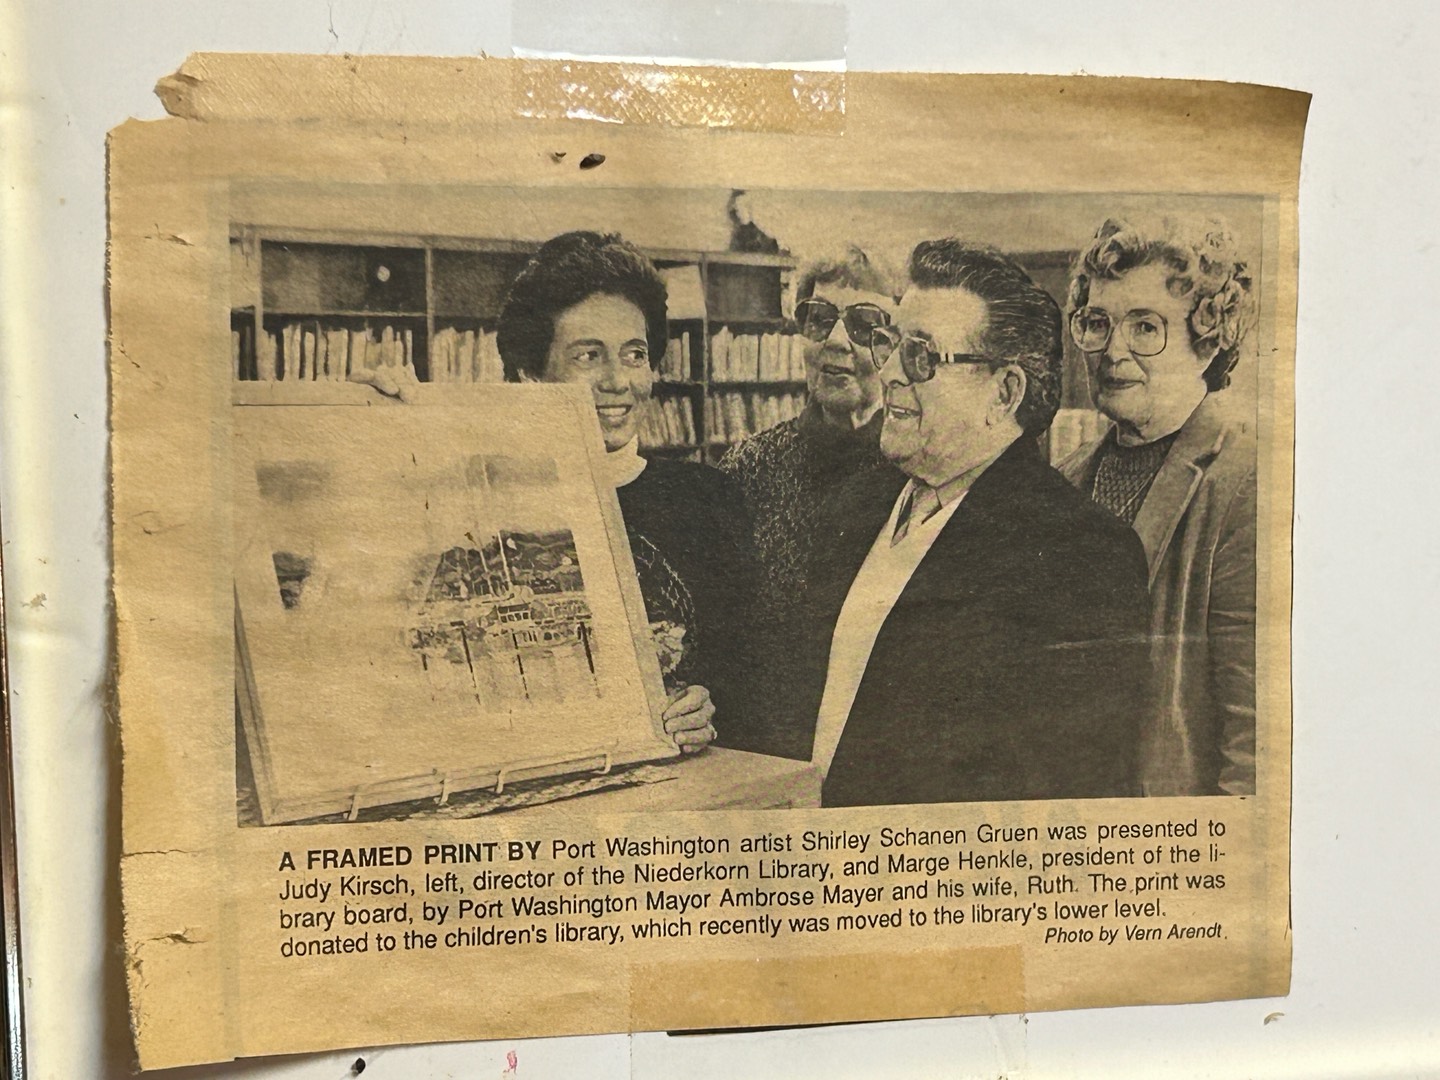 A FRAMED PRINT BY Port Washington artist Shirley Schanen Gruen was presented to
Judy Kirsch, left, director of the Niederkorn Library, and Marge Henkle, president of the li-
brary board, by Port Washington Mayor Ambrose Mayer and his wife, Ruth. The print was
donated to the children's library, which recently was moved to the library's lower level.
Photo by Vern Arendt